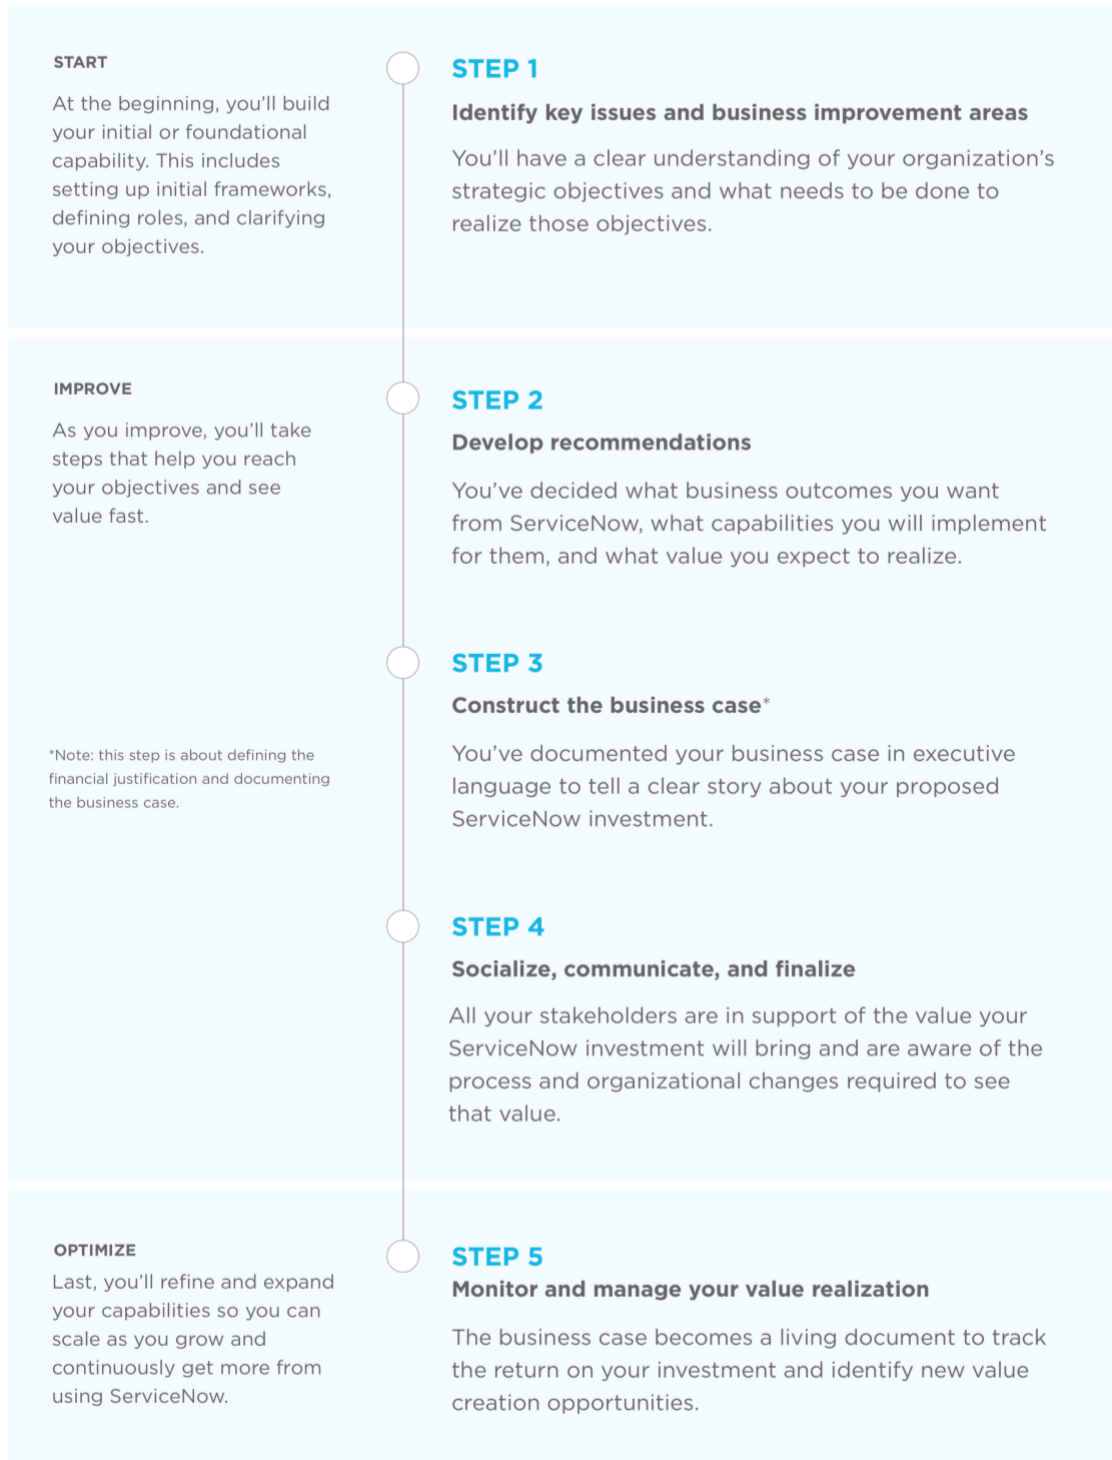 START
At the beginning, you’ll build
your initial or foundational
capability. This includes
setting up initial frameworks,
defining roles, and clarifying
your objectives.
STEP 1
Identify key issues and business improvement areas
You’ll have a clear understanding of your organization’s
strategic objectives and what needs to be done to
realize those objectives.
IMPROVE
As you improve, you’ll take
steps that help you reach
your objectives and see
value fast.
STEP 2
Develop recommendations
You’ve decided what business outcomes you want
from ServiceNow, what capabilities you will implement
for them, and what value you expect to realize.
STEP 3
Construct the business case*
You’ve documented your business case in executive
language to tell a clear story about your proposed
ServiceNow investment.
*Note: this step is about defining the
financial justification and documenting
the business case.
STEP 4
Socialize, communicate, and finalize
All your stakeholders are in support of the value your
ServiceNow investment will bring and are aware of the
process and organizational changes required to see
that value.
OPTIMIZE
Last, you’ll refine and expand
your capabilities so you can
scale as you grow and
continuously get more from
using ServiceNow.
STEP 5
Monitor and manage your value realization
The business case becomes a living document to track
the return on your investment and identify new value
creation opportunities.